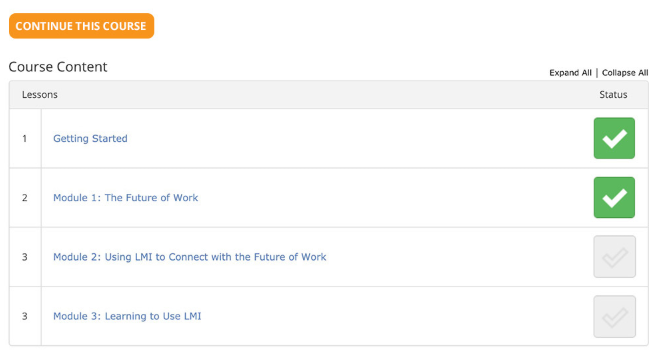 CONTINUE THIS COURSE
Course Content
Expand All | Collapse All
Lessons Status
1 Getting Started
2 Module 1: The Future of Work
3 Module 2: Using LMI to Connect with the Future of Work
3 Module 3: Learning to Use LMI